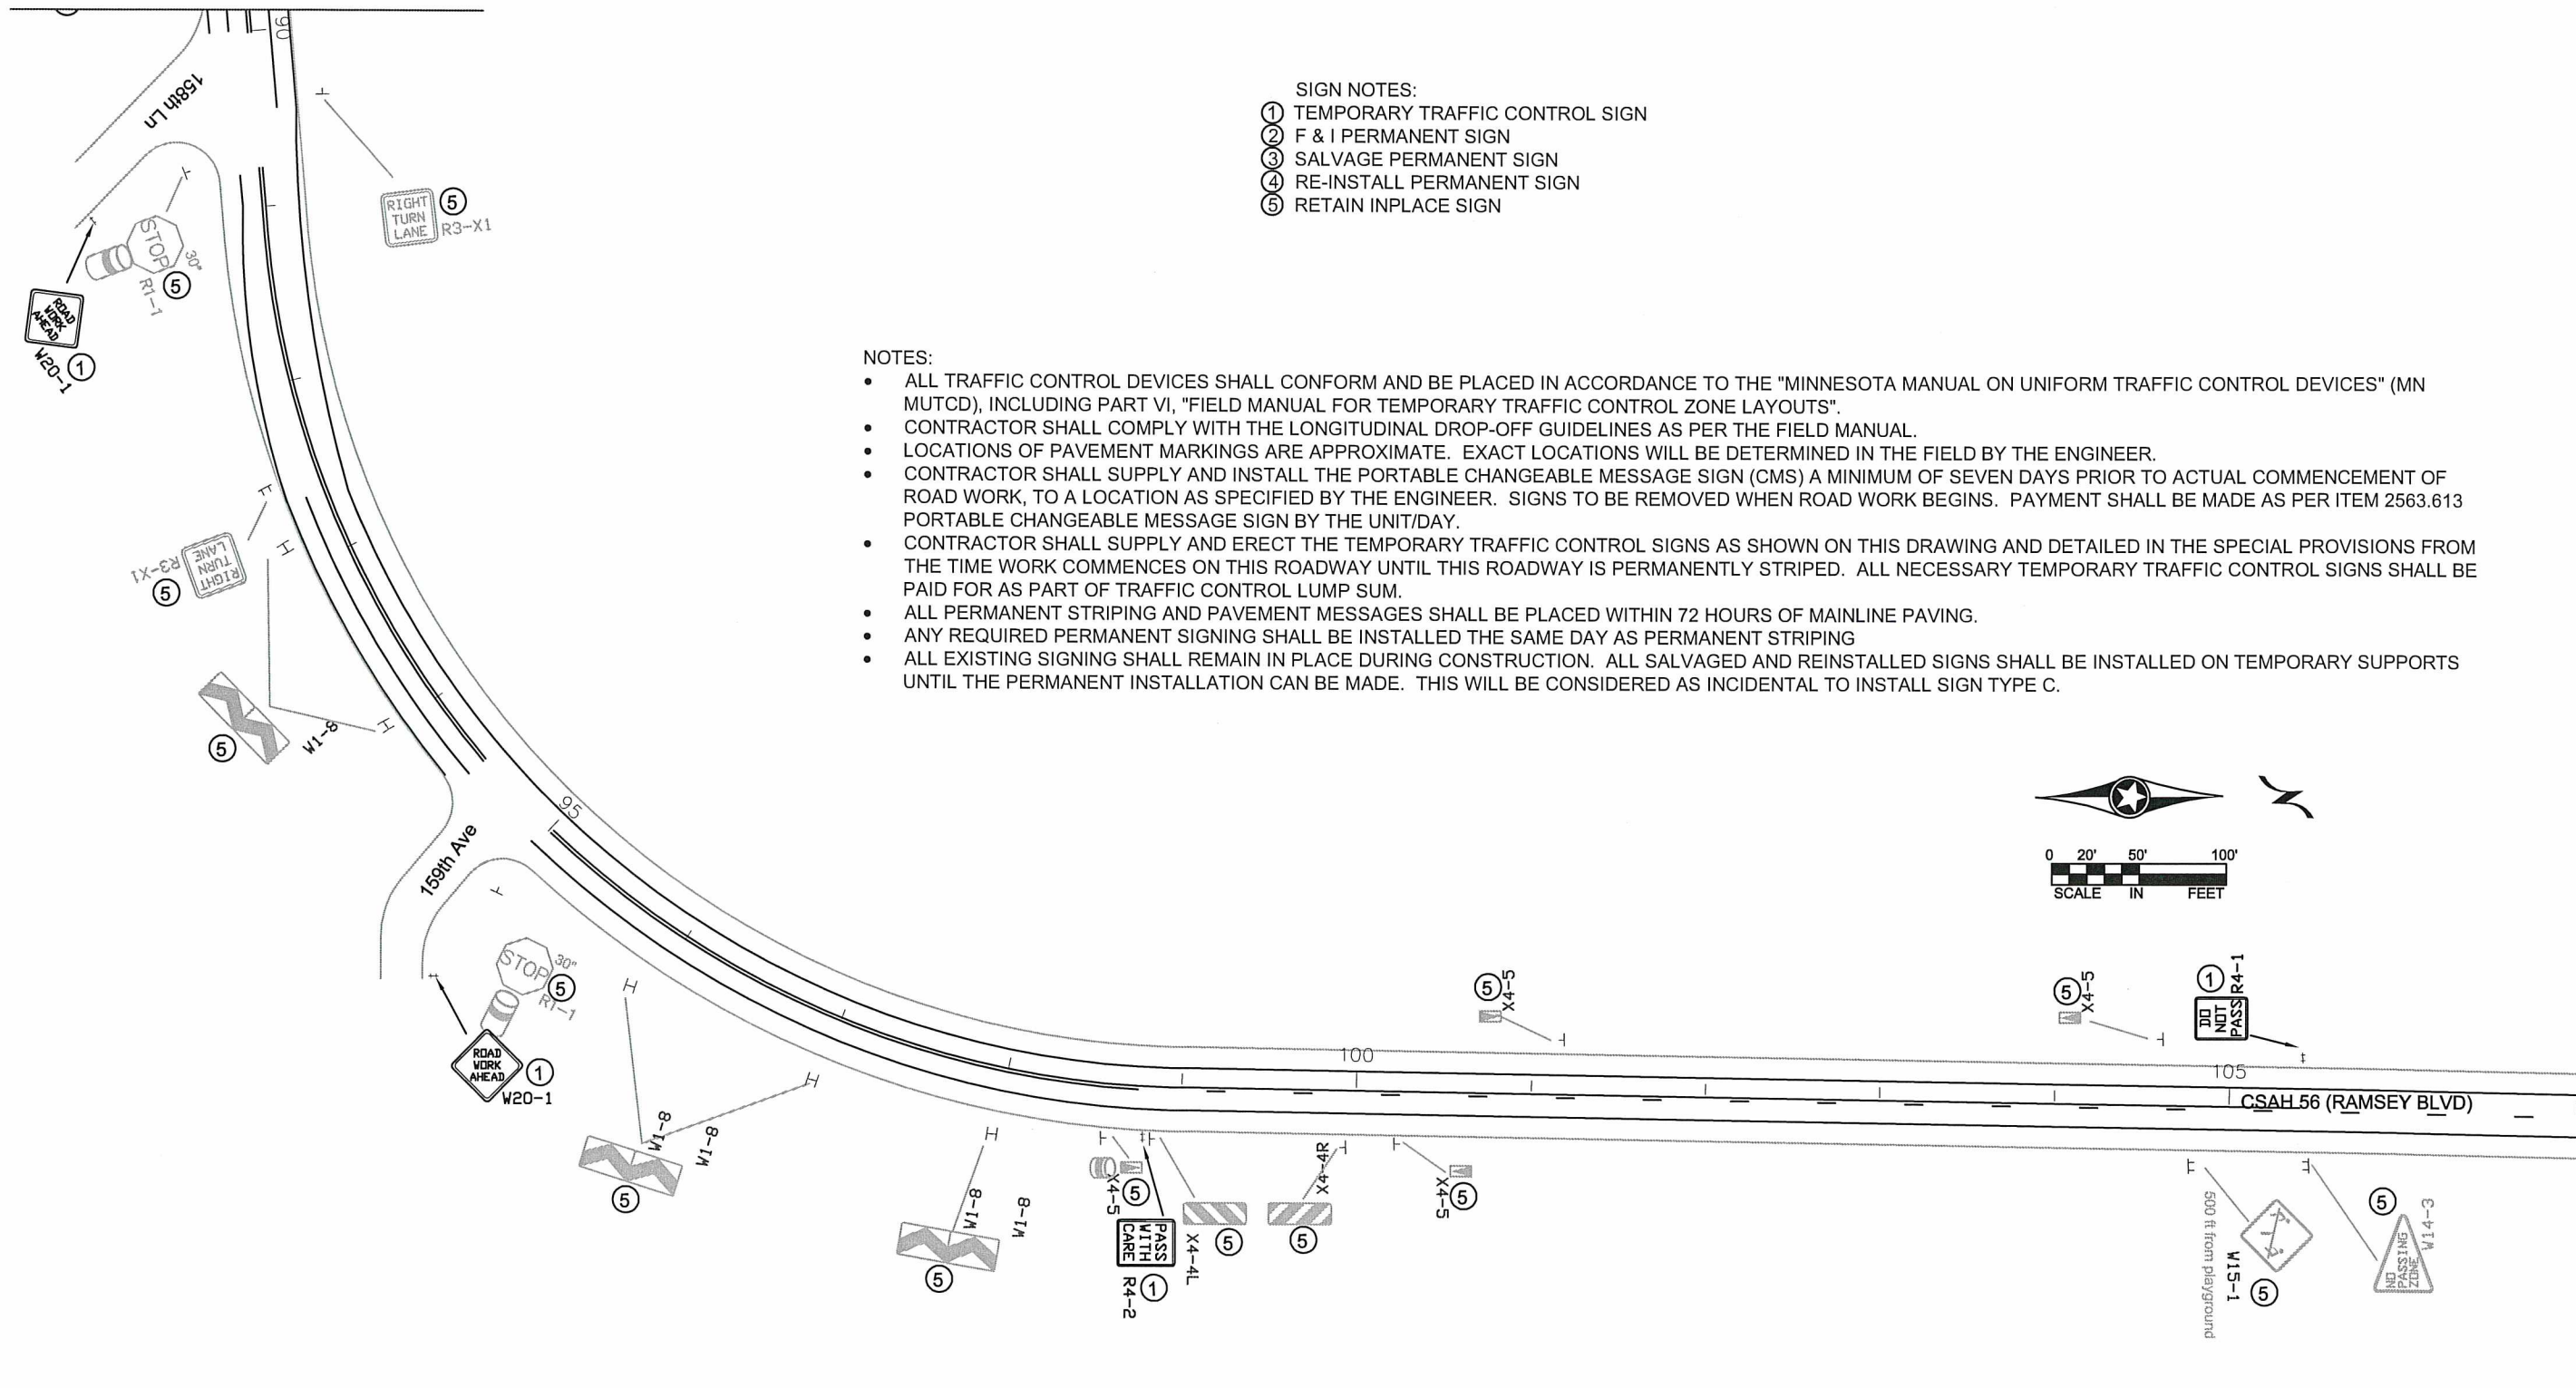 90
158th Ln
RIGHT
TURN
LANE
5
R3-X1
STOP
30"
5
R1-1
ROAD
WORK
AHEAD
W20-1
1
SIGN NOTES:
1 TEMPORARY TRAFFIC CONTROL SIGN
2 F & I PERMANENT SIGN
3 SALVAGE PERMANENT SIGN
4 RE-INSTALL PERMANENT SIGN
5 RETAIN INPLACE SIGN
NOTES:
• ALL TRAFFIC CONTROL DEVICES SHALL CONFORM AND BE PLACED IN ACCORDANCE TO THE "MINNESOTA MANUAL ON UNIFORM TRAFFIC CONTROL DEVICES" (MN
MUTCD), INCLUDING PART VI, "FIELD MANUAL FOR TEMPORARY TRAFFIC CONTROL ZONE LAYOUTS".
• CONTRACTOR SHALL COMPLY WITH THE LONGITUDINAL DROP-OFF GUIDELINES AS PER THE FIELD MANUAL.
• LOCATIONS OF PAVEMENT MARKINGS ARE APPROXIMATE. EXACT LOCATIONS WILL BE DETERMINED IN THE FIELD BY THE ENGINEER.
• CONTRACTOR SHALL SUPPLY AND INSTALL THE PORTABLE CHANGEABLE MESSAGE SIGN (CMS) A MINIMUM OF SEVEN DAYS PRIOR TO ACTUAL COMMENCEMENT OF
ROAD WORK, TO A LOCATION AS SPECIFIED BY THE ENGINEER. SIGNS TO BE REMOVED WHEN ROAD WORK BEGINS. PAYMENT SHALL BE MADE AS PER ITEM 2563.613
PORTABLE CHANGEABLE MESSAGE SIGN BY THE UNIT/DAY.
• CONTRACTOR SHALL SUPPLY AND ERECT THE TEMPORARY TRAFFIC CONTROL SIGNS AS SHOWN ON THIS DRAWING AND DETAILED IN THE SPECIAL PROVISIONS FROM
THE TIME WORK COMMENCES ON THIS ROADWAY UNTIL THIS ROADWAY IS PERMANENTLY STRIPED. ALL NECESSARY TEMPORARY TRAFFIC CONTROL SIGNS SHALL BE
PAID FOR AS PART OF TRAFFIC CONTROL LUMP SUM.
• ALL PERMANENT STRIPING AND PAVEMENT MESSAGES SHALL BE PLACED WITHIN 72 HOURS OF MAINLINE PAVING.
• ANY REQUIRED PERMANENT SIGNING SHALL BE INSTALLED THE SAME DAY AS PERMANENT STRIPING
• ALL EXISTING SIGNING SHALL REMAIN IN PLACE DURING CONSTRUCTION. ALL SALVAGED AND REINSTALLED SIGNS SHALL BE INSTALLED ON TEMPORARY SUPPORTS
UNTIL THE PERMANENT INSTALLATION CAN BE MADE. THIS WILL BE CONSIDERED AS INCIDENTAL TO INSTALL SIGN TYPE C.
RIGHT
TURN
LANE
R3-X1
5
5
W1-8
95
159th Ave
STOP
30"
5
R1-1
ROAD
WORK
AHEAD
1
W20-1
Z
0 20' 50' 100'
SCALE IN FEET
5
X4-5
5
X4-5
1
R4-1
DO
NOT
PASS
100
105
CSAH 56 (RAMSEY BLVD)
W1-8
W1-8
5
W1-8
W1-8
5
X4-5
5
PASS
WITH
CARE
R4-2
1
X4-4L
5
X4-4R
5
X4-5
5
500 ft from playground
W15-1
5
5
NO
PASSING
ZONE
W14-3